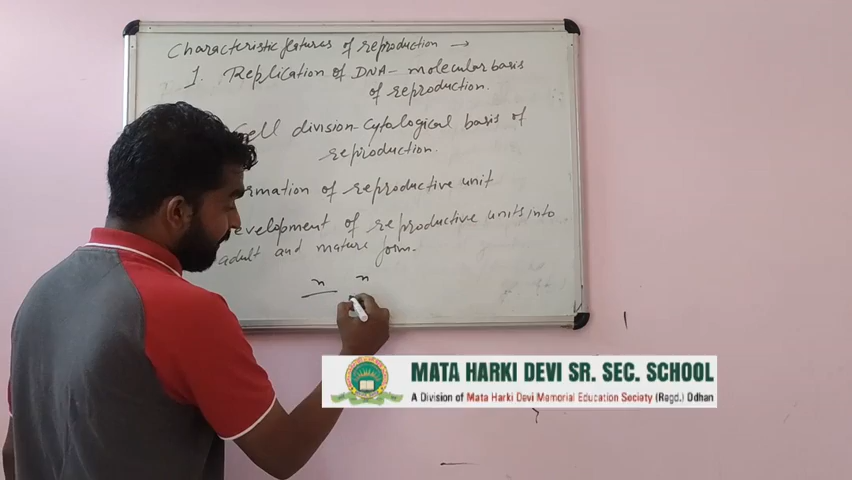 Characteristic features of reproduction →
1. Replication of DNA - molecular basis
of reproduction.
Cell division - Cytological basis of
reproduction.
ormation of reproductive unit
evelopment of reproductive units into
adult and mature form.
n n
MATA HARKI DEVI SR. SEC. SCHOOL
A Division of Mata Harki Devi Memorial Education Society (Regd.) Odhan